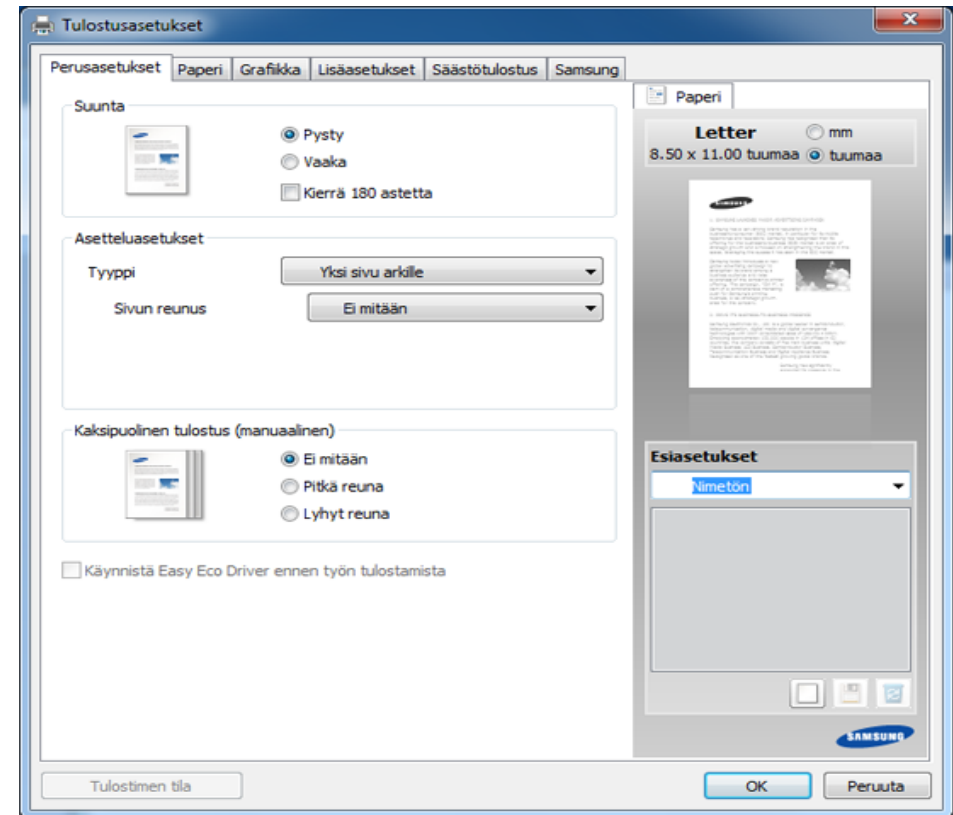 Tulostusasetukset
Perusasetukset Paperi Grafiikka Lisäasetukset Säästötulostus Samsung
Suunta
Pysty
Vaaka
Kierrä 180 astetta
Asetteluasetukset
Tyyppi Yksi sivu arkille
Sivun reunus Ei mitään
Kaksipuolinen tulostus (manuaalinen)
Ei mitään
Pitkä reuna
Lyhyt reuna
Käynnistä Easy Eco Driver ennen työn tulostamista
Paperi
Letter mm
8.50 x 11.00 tuumaa tuumaa
SAMSUNG
Esiasetukset
Nimetön
SAMSUNG
Tulostimen tila OK Peruuta